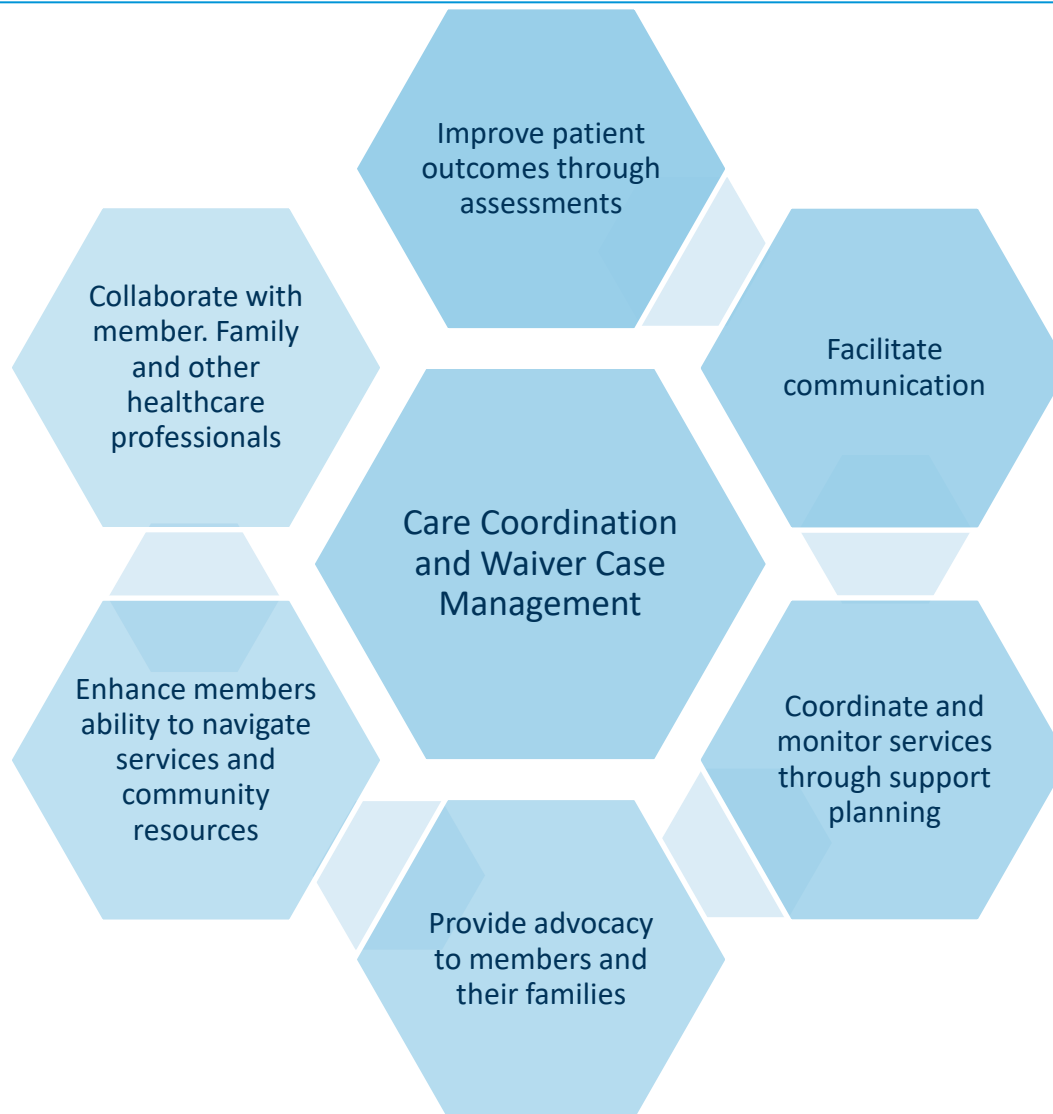 Improve patient
outcomes through
assessments
Facilitate
communication
Coordinate and
monitor services
through support
planning
Provide advocacy
to members and
their families
Enhance members
ability to navigate
services and
community
resources
Collaborate with
member. Family
and other
healthcare
professionals
Care Coordination
and Waiver Case
Management